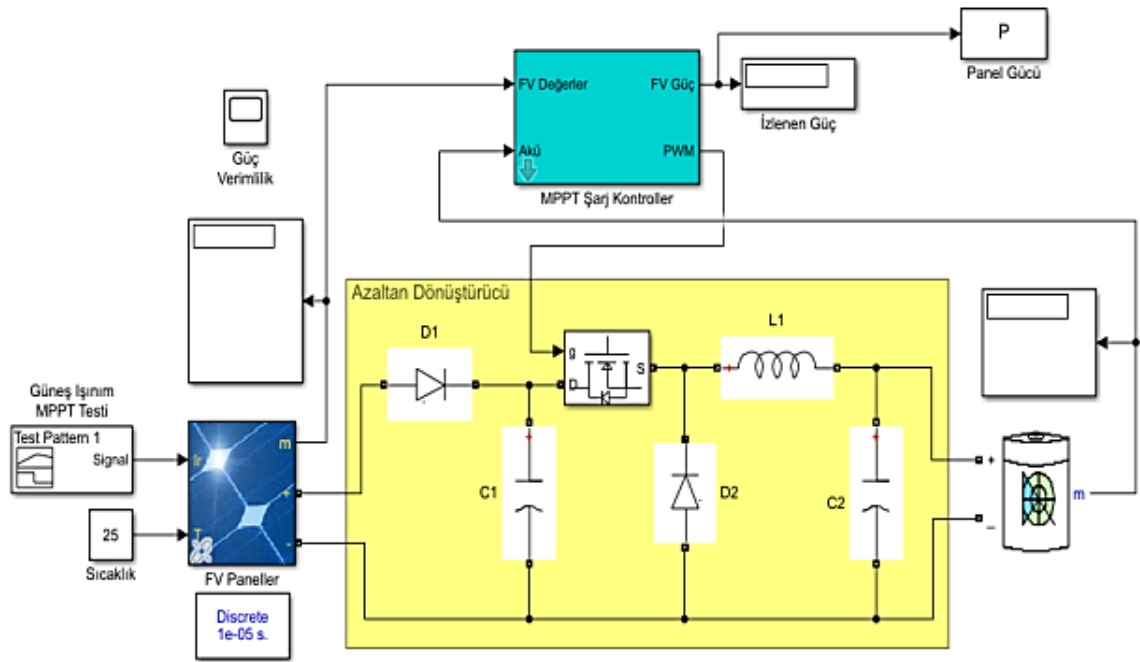 P
Panel Gücü
FV Değerler
FV Güç
Akü
PWM
MPPT Şarj Kontroller
İzlenen Güç
Güç
Verimlilik
Azaltan Dönüştürücü
D1
g
D
S
L1
C1
D2
C2
Güneş Işınım
MPPT Testi
Test Pattern 1
Signal
Ir
m
+
T
-
25
Sıcaklık
FV Paneller
Discrete
1e-05 s.
+
m
–